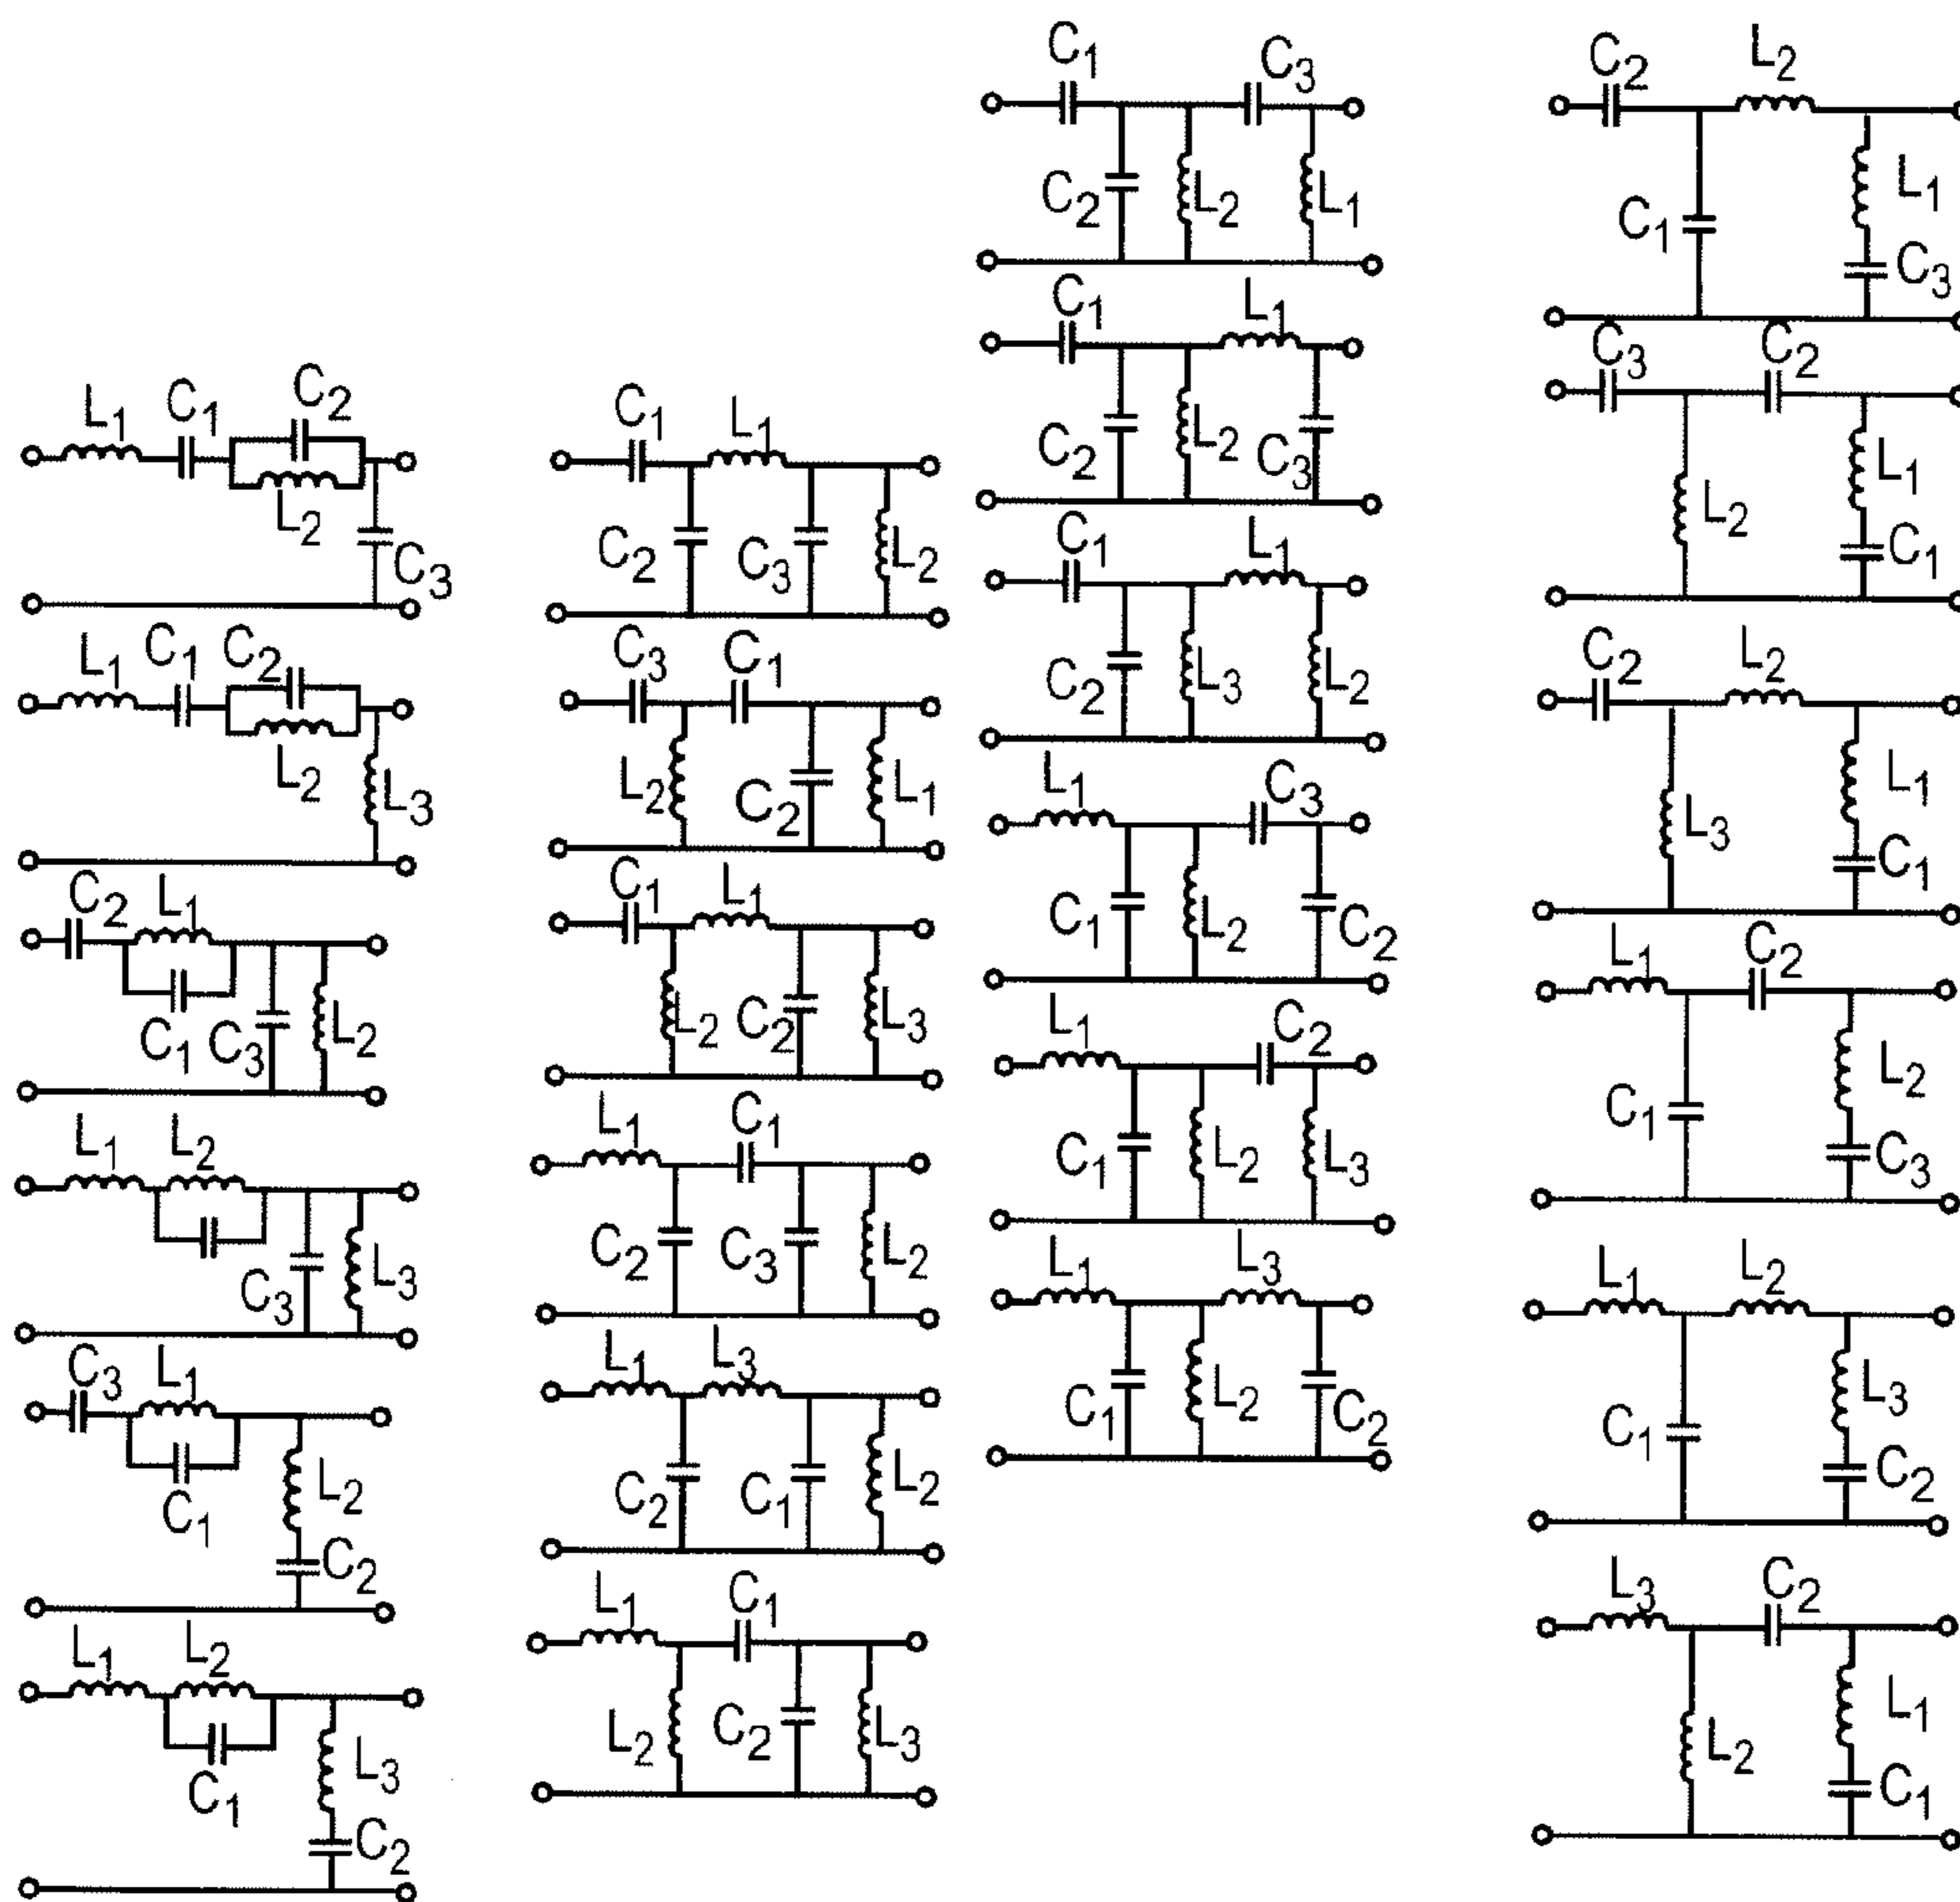 L1 C1 C2
L2 C3
L1 C1 C2
L2 L3
C2 L1
C1 C3 L2
L1 L2
C3 L3
C3 L1
C1 L2
C2
L1 L2
C1 L3
C2
C1 L1
C2 C3 L2
C3 C1
L2 C2 L1
C1 L1
L2 C2 L3
L1 C1
C2 C3 L2
L1 L3
C2 C1 L2
L1 C1
L2 C2 L3
C1 C3
C2 L2 L1
C1 L1
C2 L2 C3
C1 L1
C2 L3 L2
L1 C3
C1 L2 C2
L1 C2
C1 L2 L3
L1 L3
C1 L2 C2
C2 L2
C1 L1
C3
C3 C2
L2 L1
C1
C2 L2
L3 L1
C1
L1 C2
C1 L2
C3
L1 L2
C1 L3
C2
L3 C2
L2 L1
C1